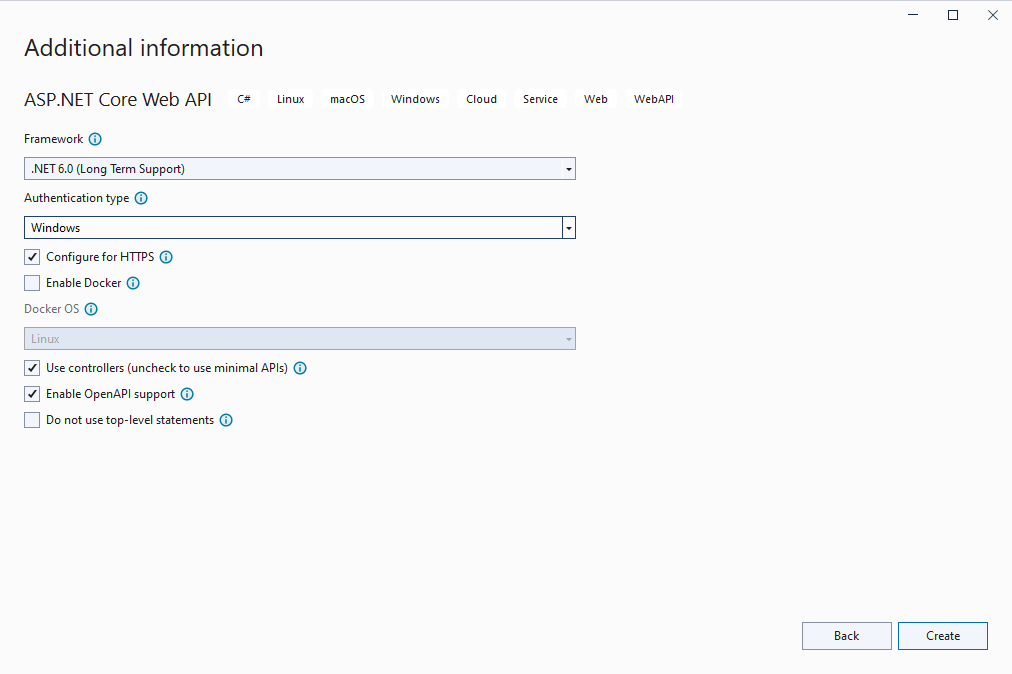 Additional information
ASP.NET Core Web API C# Linux macOS Windows Cloud Service Web WebAPI
Framework
.NET 6.0 (Long Term Support)
Authentication type
Windows
Configure for HTTPS
Enable Docker
Docker OS
Linux
Use controllers (uncheck to use minimal APIs)
Enable OpenAPI support
Do not use top-level statements
Back Create